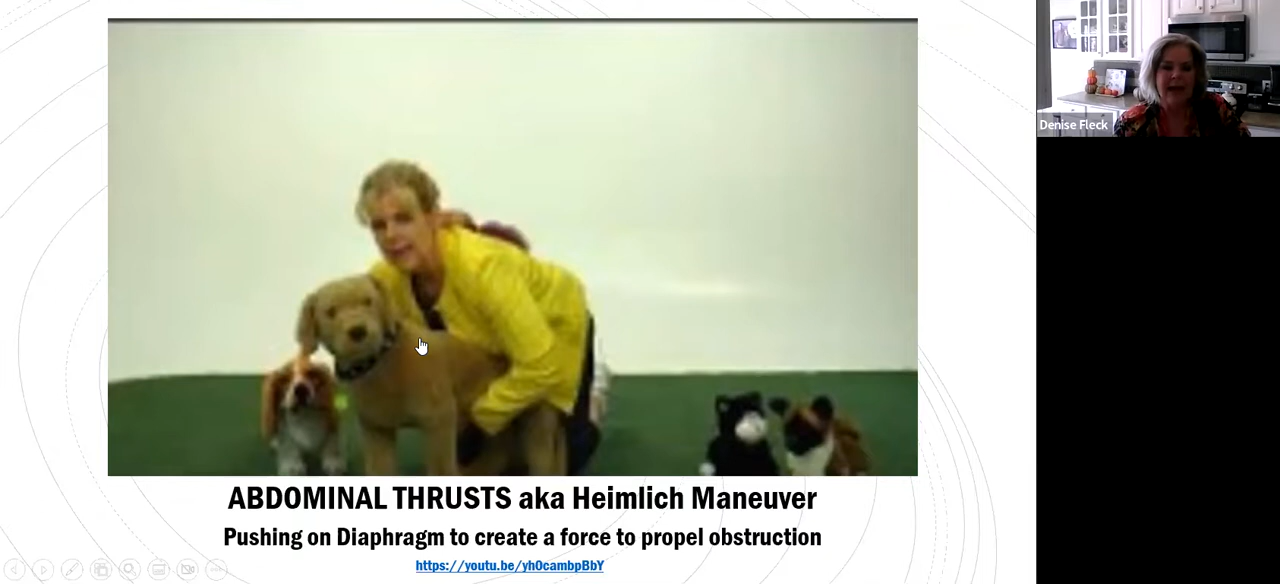 Denise Fleck
ABDOMINAL THRUSTS aka Heimlich Maneuver
Pushing on Diaphragm to create a force to propel obstruction
https://youtu.be/yh0cambpBbY